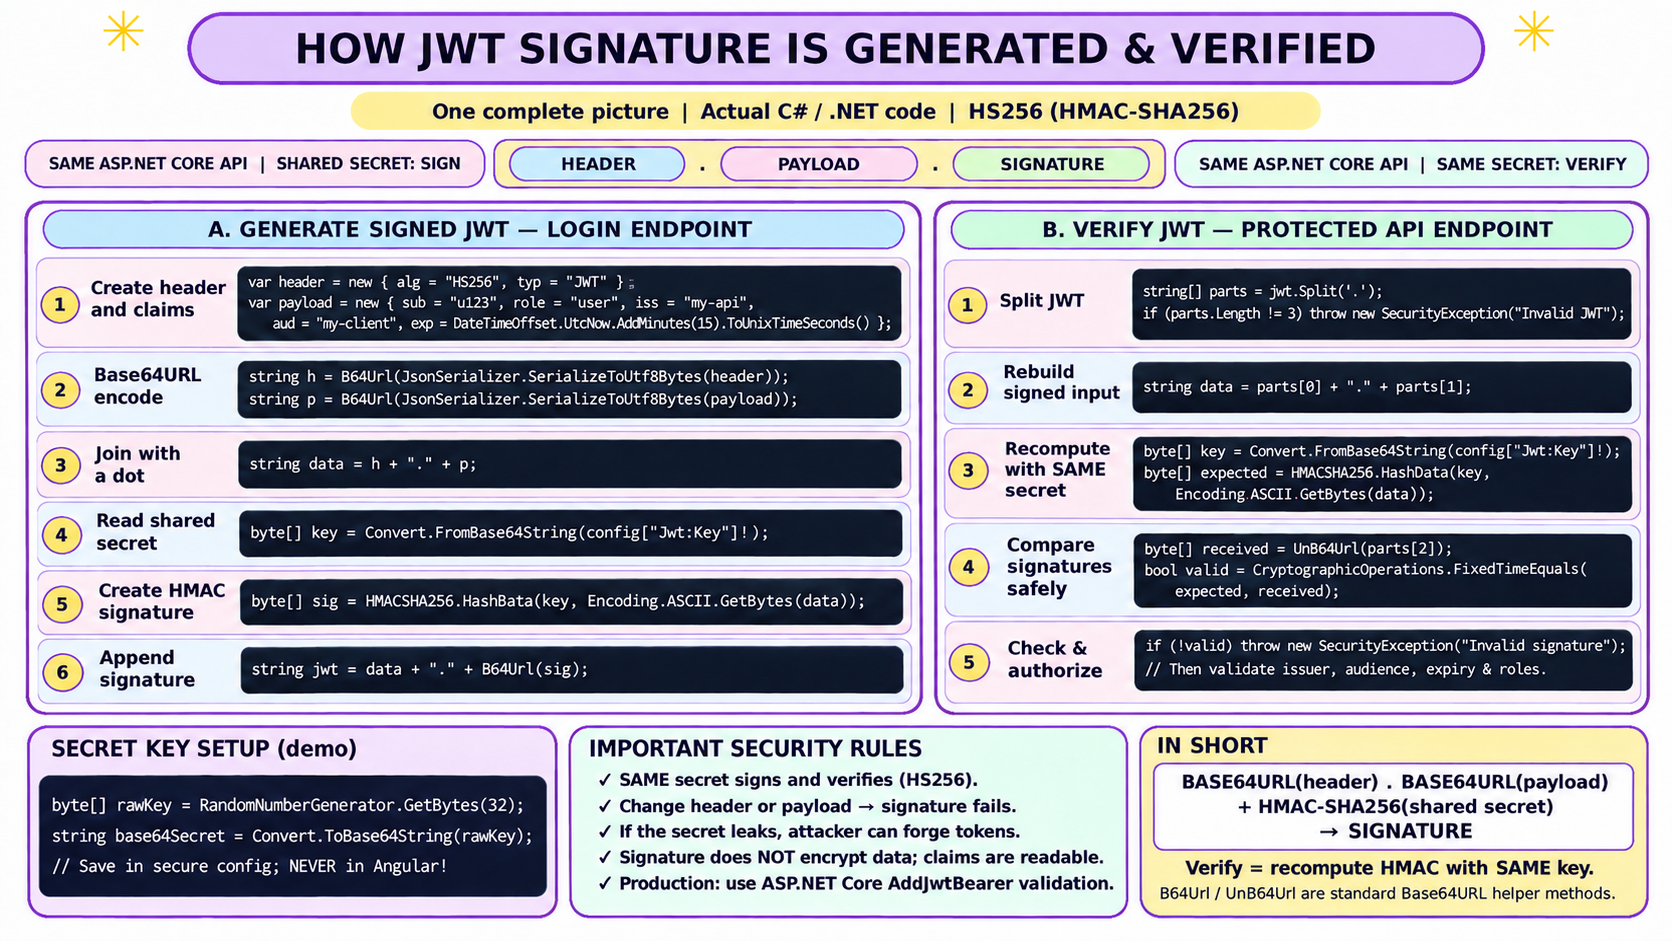 HOW JWT SIGNATURE IS GENERATED & VERIFIED
One complete picture | Actual C# / .NET code | HS256 (HMAC-SHA256)
SAME ASP.NET CORE API | SHARED SECRET: SIGN
HEADER . PAYLOAD . SIGNATURE
SAME ASP.NET CORE API | SAME SECRET: VERIFY
A. GENERATE SIGNED JWT — LOGIN ENDPOINT
1
Create header
and claims
var header = new { alg = "HS256", typ = "JWT" };
var payload = new { sub = "u123", role = "user", iss = "my-api",
aud = "my-client", exp = DateTimeOffset.UtcNow.AddMinutes(15).ToUnixTimeSeconds() };
2
Base64URL
encode
string h = B64Url(JsonSerializer.SerializeToUtf8Bytes(header));
string p = B64Url(JsonSerializer.SerializeToUtf8Bytes(payload));
3
Join with
a dot
string data = h + "." + p;
4
Read shared
secret
byte[] key = Convert.FromBase64String(config["Jwt:Key"]!);
5
Create HMAC
signature
byte[] sig = HMACSHA256.HashBata(key, Encoding.ASCII.GetBytes(data));
6
Append
signature
string jwt = data + "." + B64Url(sig);
B. VERIFY JWT — PROTECTED API ENDPOINT
1
Split JWT
string[] parts = jwt.Split('.');
if (parts.Length != 3) throw new SecurityException("Invalid JWT");
2
Rebuild
signed input
string data = parts[0] + "." + parts[1];
3
Recompute
with SAME
secret
byte[] key = Convert.FromBase64String(config["Jwt:Key"]!);
byte[] expected = HMACSHA256.HashData(key,
Encoding.ASCII.GetBytes(data));
4
Compare
signatures
safely
byte[] received = UnB64Url(parts[2]);
bool valid = CryptographicOperations.FixedTimeEquals(
expected, received);
5
Check &
authorize
if (!valid) throw new SecurityException("Invalid signature");
// Then validate issuer, audience, expiry & roles.
SECRET KEY SETUP (demo)
byte[] rawKey = RandomNumberGenerator.GetBytes(32);
string base64Secret = Convert.ToBase64String(rawKey);
// Save in secure config; NEVER in Angular!
IMPORTANT SECURITY RULES
✓ SAME secret signs and verifies (HS256).
✓ Change header or payload → signature fails.
✓ If the secret leaks, attacker can forge tokens.
✓ Signature does NOT encrypt data; claims are readable.
✓ Production: use ASP.NET Core AddJwtBearer validation.
IN SHORT
BASE64URL(header) . BASE64URL(payload)
+ HMAC-SHA256(shared secret)
→ SIGNATURE
Verify = recompute HMAC with SAME key.
B64Url / UnB64Url are standard Base64URL helper methods.